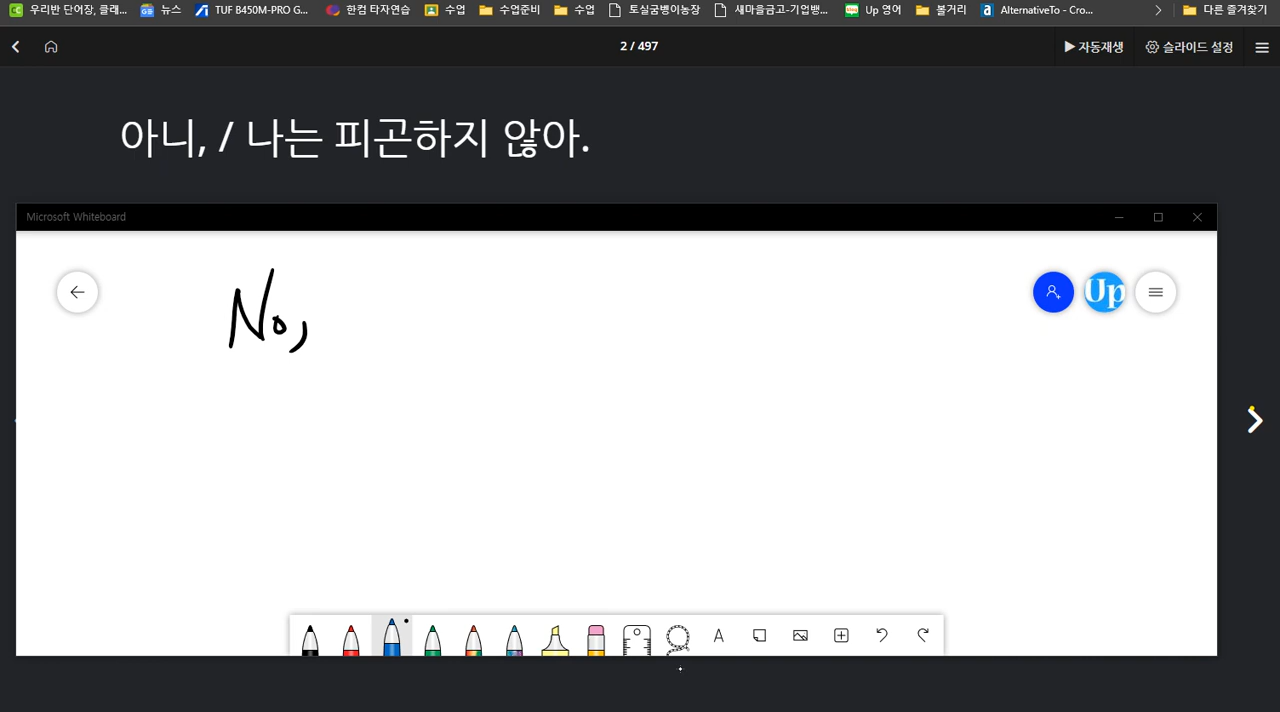 우리반 단어장, 클래... 뉴스 TUF B450M-PRO G... 한컴 타자연습 수업 수업준비 수업 토실굼벵이농장 새마을금고-기업뱅... Up 영어 볼거리 AlternativeTo - Cro... 다른 즐겨찾기
2 / 497 자동재생 슬라이드 설정
아니, / 나는 피곤하지 않아.
Microsoft Whiteboard
No,
Up
A